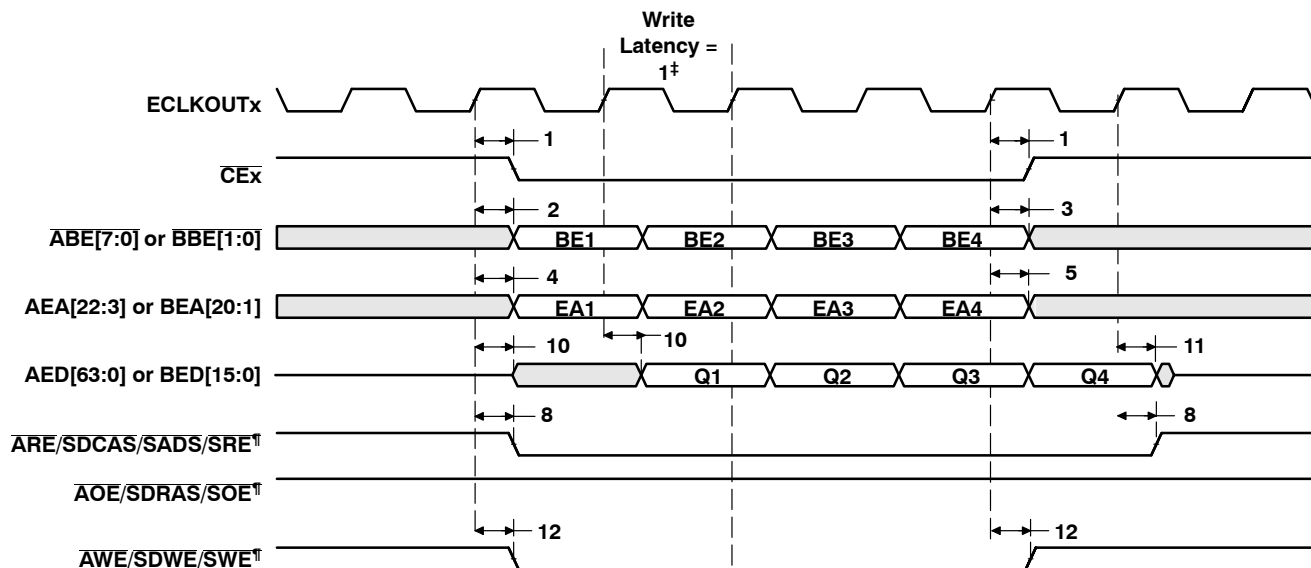 Write
Latency =
1‡
ECLKOUTx
1 1
CEx
2 3
ABE[7:0] or BBE[1:0] BE1 BE2 BE3 BE4
4 5
AEA[22:3] or BEA[20:1] EA1 EA2 EA3 EA4
10 10 11
AED[63:0] or BED[15:0] Q1 Q2 Q3 Q4
8 8
ARE/SDCAS/SADS/SRE¶
AOE/SDRAS/SOE¶
12 12
AWE/SDWE/SWE¶